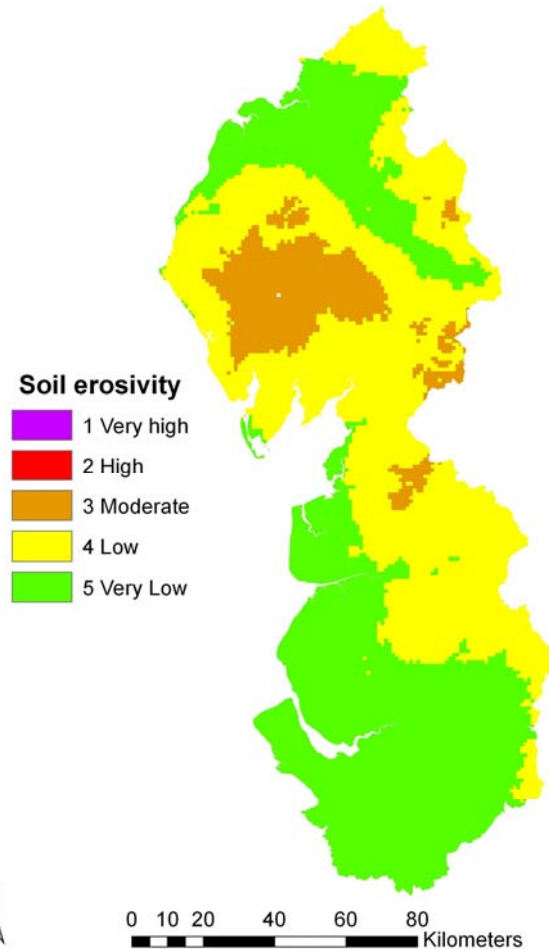 Soil erosivity
1 Very high
2 High
3 Moderate
4 Low
5 Very Low
0 10 20 40 60 80
Kilometers